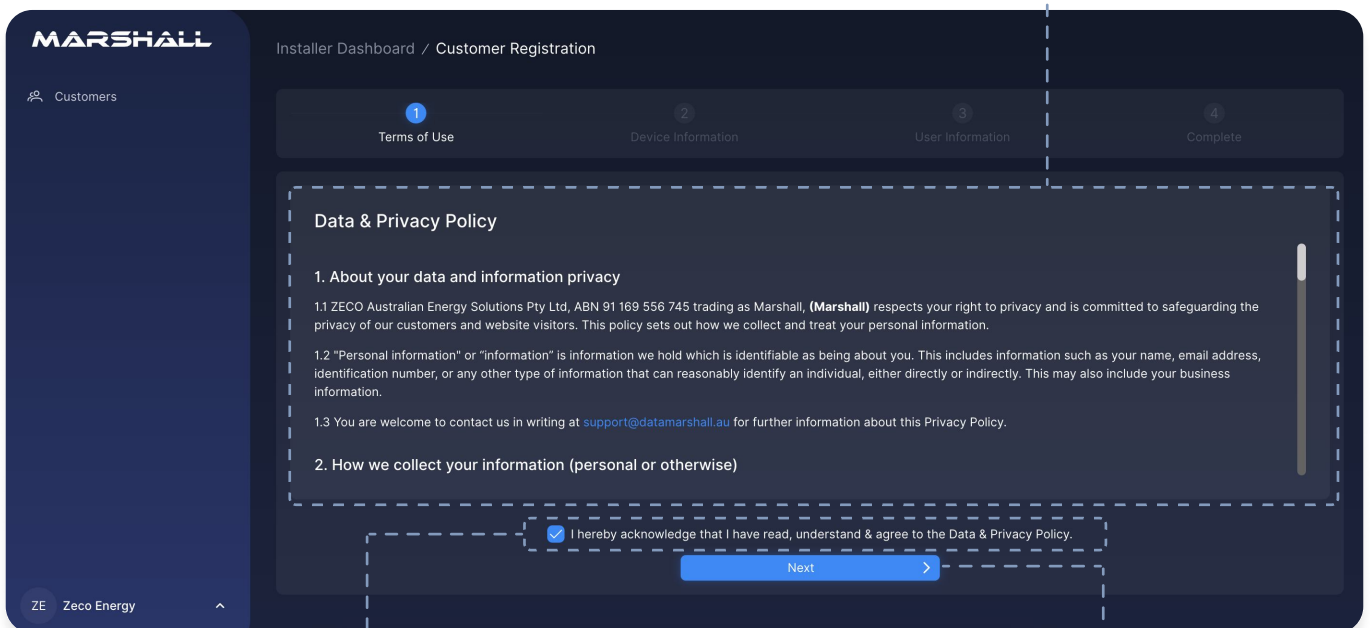 MARSHALL
Installer Dashboard / Customer Registration
Customers
1
Terms of Use
2
Device Information
3
User Information
4
Complete
Data & Privacy Policy
1. About your data and information privacy
1.1 ZECO Australian Energy Solutions Pty Ltd, ABN 91 169 556 745 trading as Marshall, (Marshall) respects your right to privacy and is committed to safeguarding the
privacy of our customers and website visitors. This policy sets out how we collect and treat your personal information.
1.2 "Personal information" or “information” is information we hold which is identifiable as being about you. This includes information such as your name, email address,
identification number, or any other type of information that can reasonably identify an individual, either directly or indirectly. This may also include your business
information.
1.3 You are welcome to contact us in writing at support@datamarshall.au for further information about this Privacy Policy.
2. How we collect your information (personal or otherwise)
I hereby acknowledge that I have read, understand & agree to the Data & Privacy Policy.
Next
ZE Zeco Energy